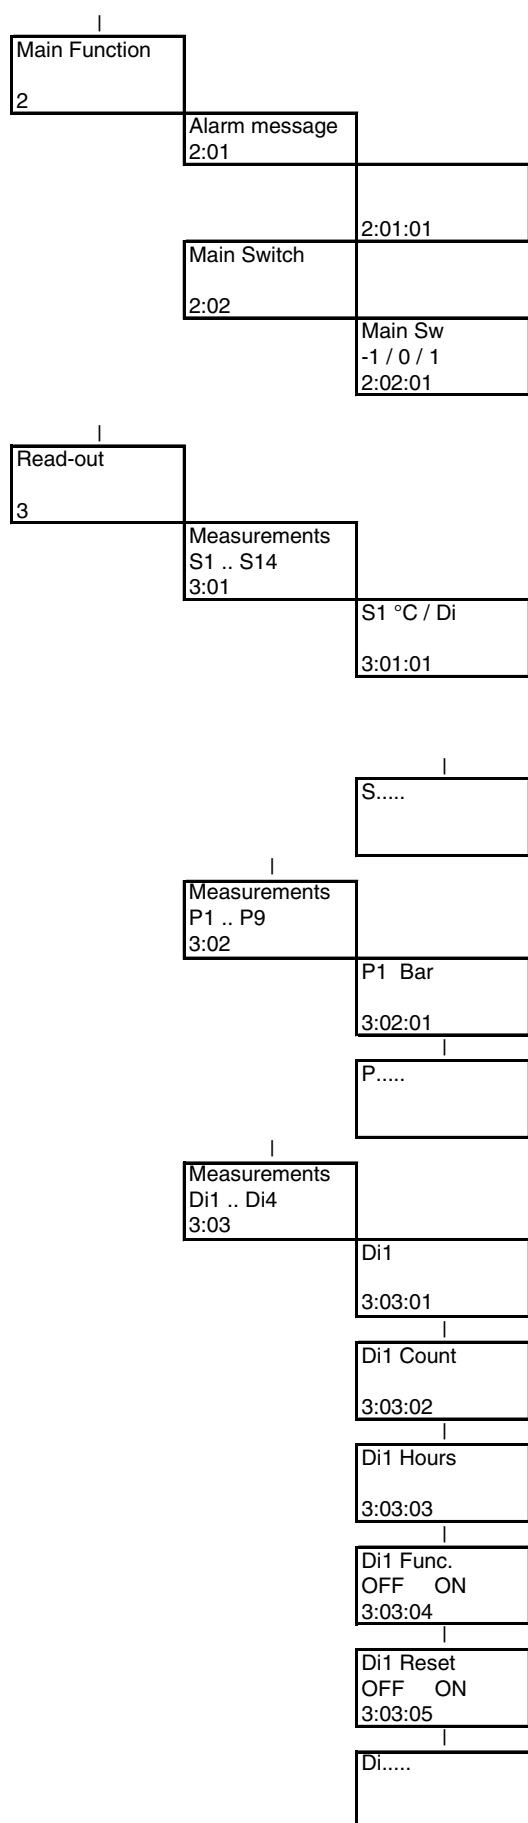 Main Function
2
Alarm message
2:01
2:01:01
Main Switch
2:02
Main Sw
-1 / 0 / 1
2:02:01
Read-out
3
Measurements
S1 .. S14
3:01
S1 °C / Di
3:01:01
S.....
Measurements
P1 .. P9
3:02
P1 Bar
3:02:01
P.....
Measurements
Di1 .. Di4
3:03
Di1
3:03:01
Di1 Count
3:03:02
Di1 Hours
3:03:03
Di1 Func.
OFF ON
3:03:04
Di1 Reset
OFF ON
3:03:05
Di.....